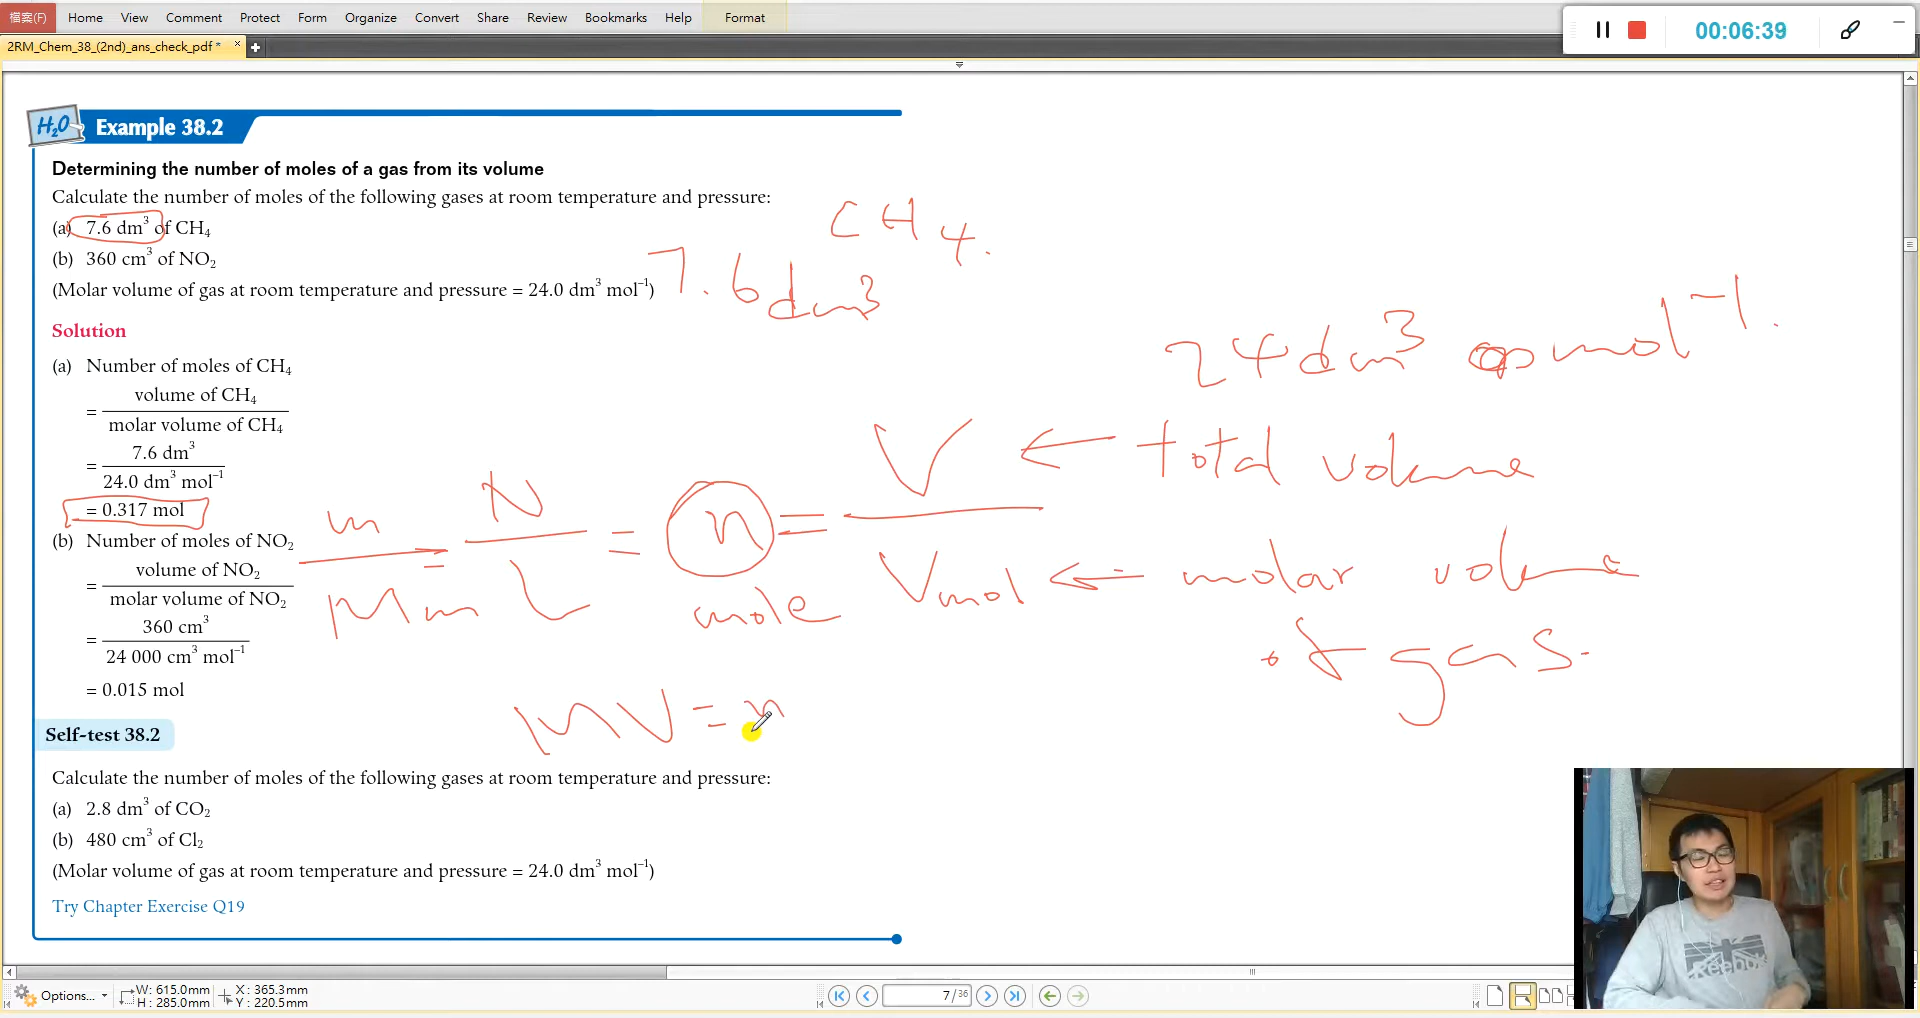 檔案(F) Home View Comment Protect Form Organize Convert Share Review Bookmarks Help Format
00:06:39
2RM_Chem_38_(2nd)_ans_check_pdf *
H₂O Example 38.2
Determining the number of moles of a gas from its volume
Calculate the number of moles of the following gases at room temperature and pressure:
(a) 7.6 dm³ of CH₄
(b) 360 cm³ of NO₂
(Molar volume of gas at room temperature and pressure = 24.0 dm³ mol⁻¹)
Solution
(a) Number of moles of CH₄
= volume of CH₄
molar volume of CH₄
= 7.6 dm³
24.0 dm³ mol⁻¹
= 0.317 mol
(b) Number of moles of NO₂
= volume of NO₂
molar volume of NO₂
= 360 cm³
24 000 cm³ mol⁻¹
= 0.015 mol
Self-test 38.2
Calculate the number of moles of the following gases at room temperature and pressure:
(a) 2.8 dm³ of CO₂
(b) 480 cm³ of Cl₂
(Molar volume of gas at room temperature and pressure = 24.0 dm³ mol⁻¹)
Try Chapter Exercise Q19
CH₄.
7.6 dm³
24 dm³ mol⁻¹.
m = N = n = V ← total volume
Mm L mole Vmol ← molar volume
of gas.
MV = n
Reebok
Options... W: 615.0mm X: 365.3mm
H: 285.0mm Y: 220.5mm
7/36